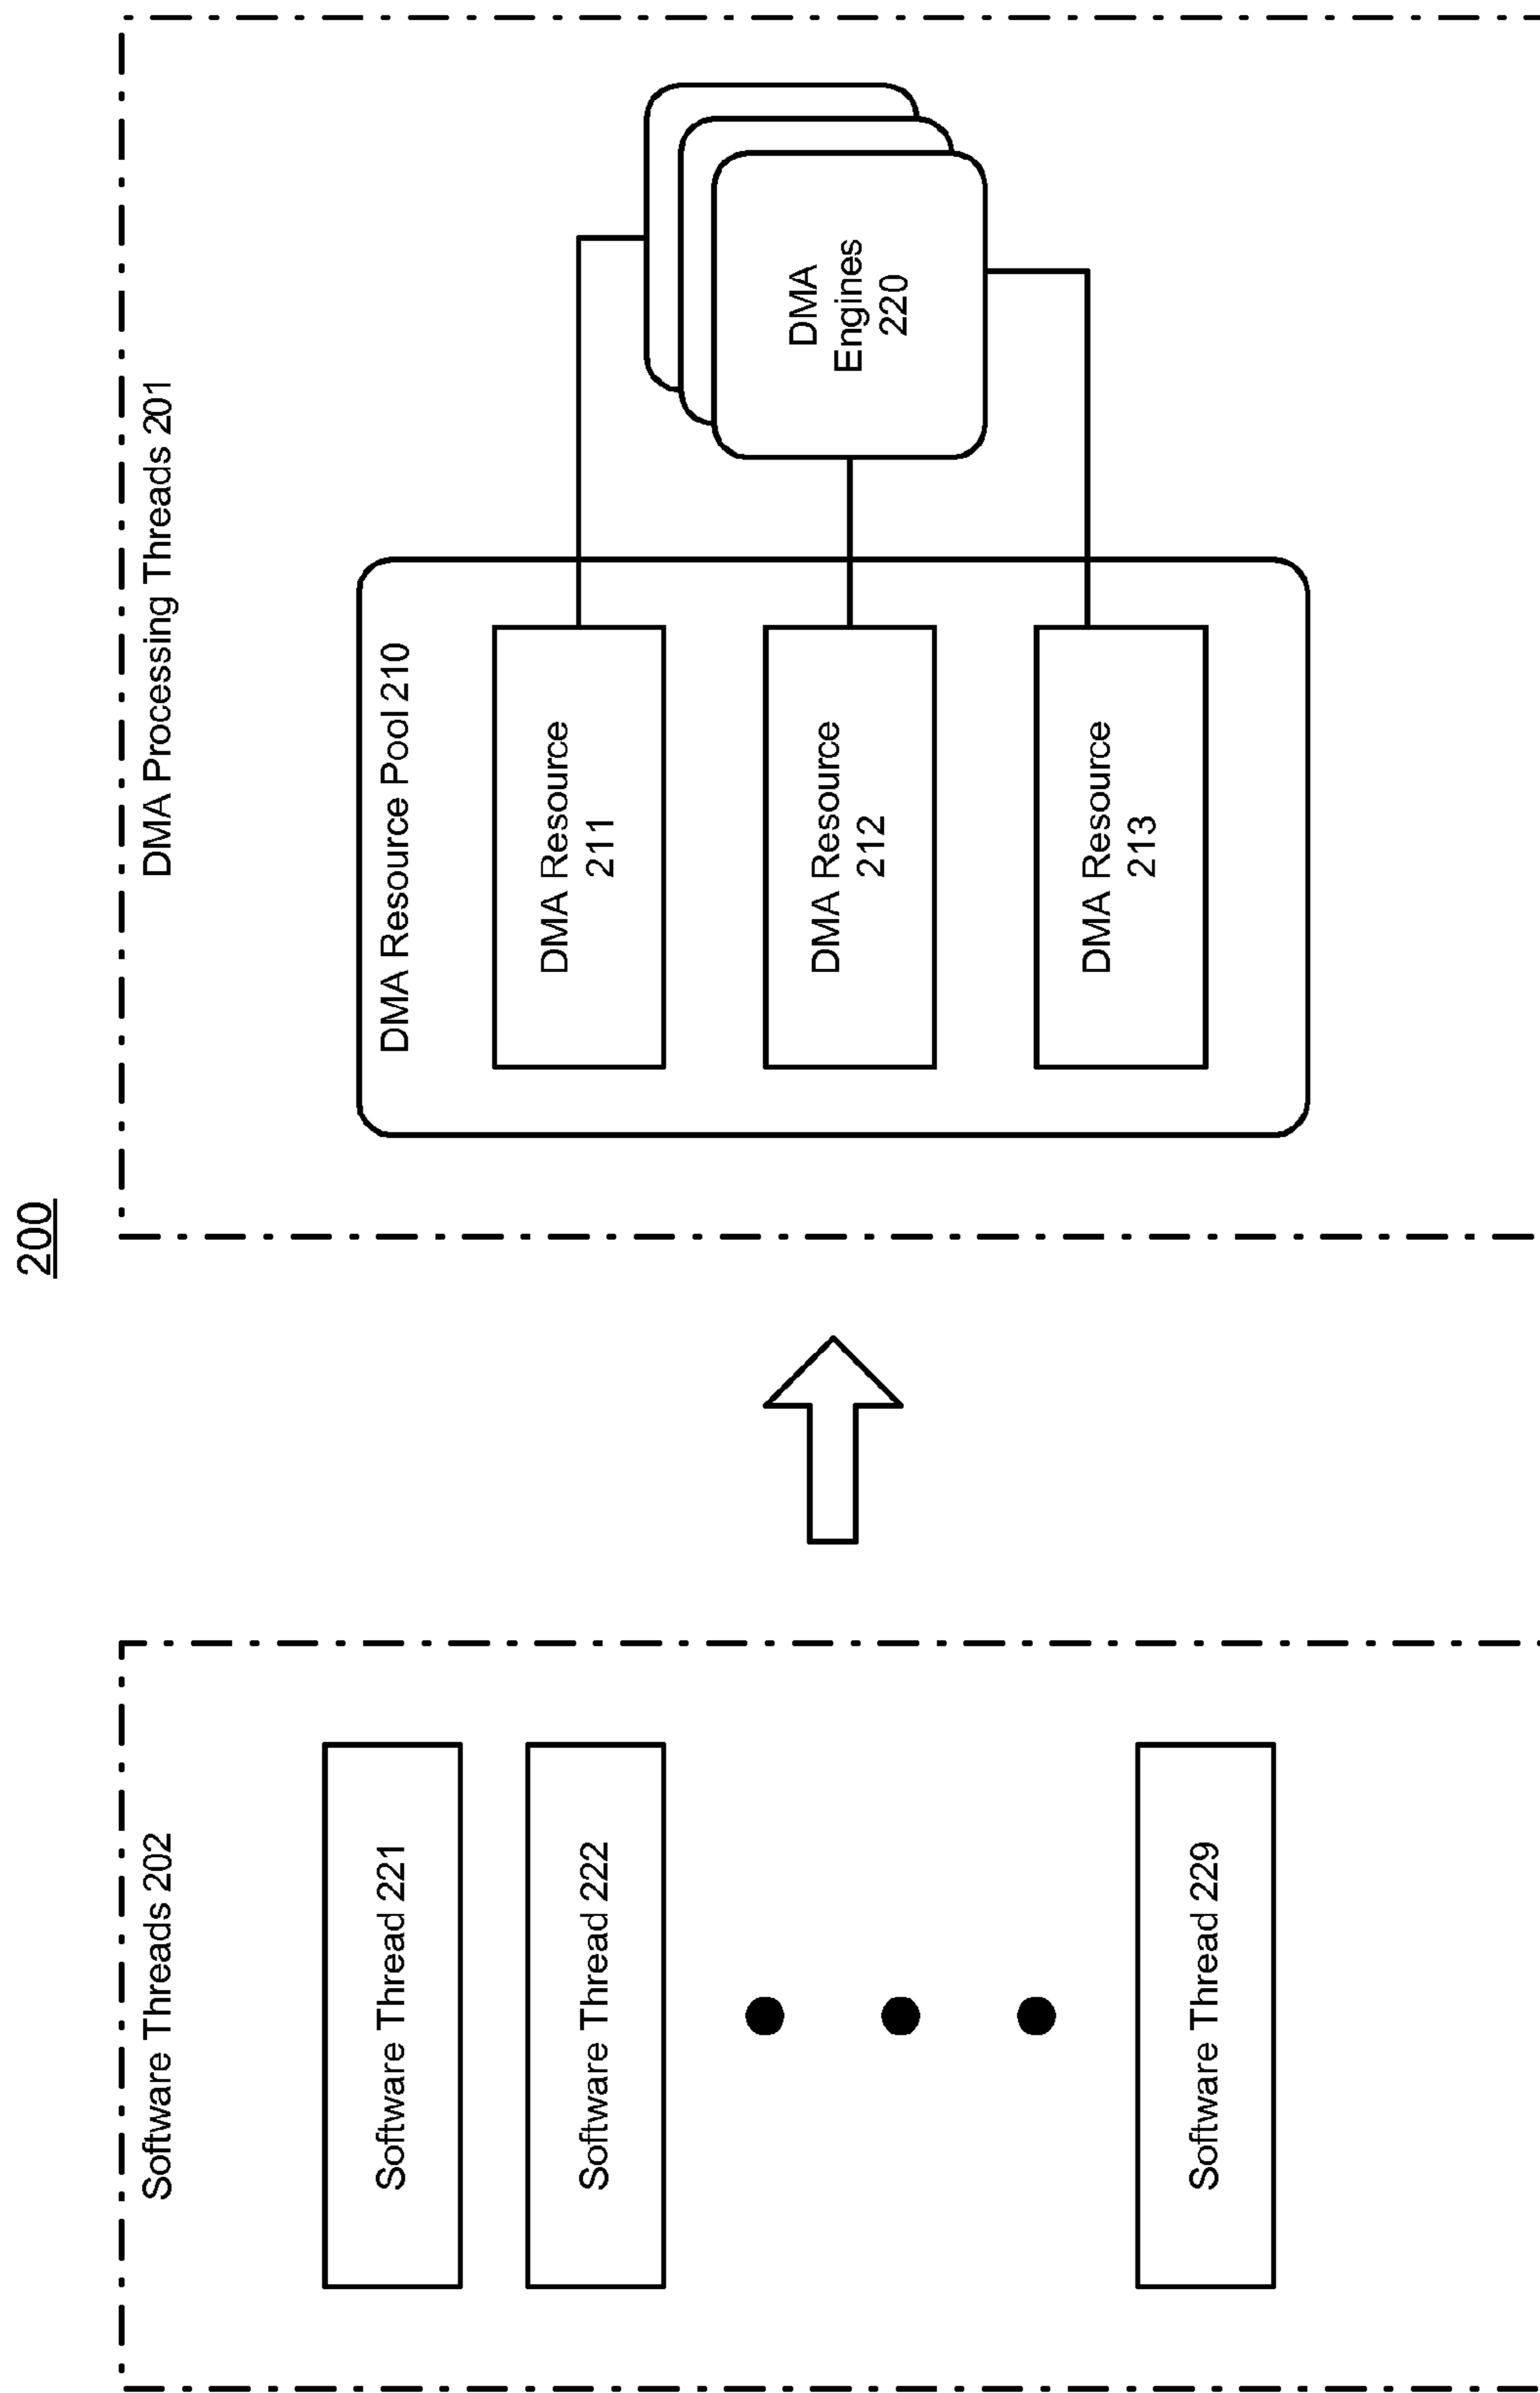 200
Software Threads 202
Software Thread 221
Software Thread 222
Software Thread 229
DMA Processing Threads 201
DMA Resource Pool 210
DMA Resource
211
DMA Resource
212
DMA Resource
213
DMA
Engines
220